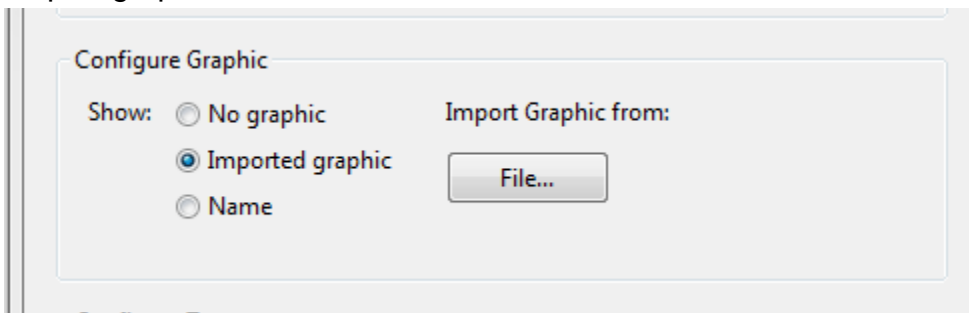 Configure Graphic
Show: No graphic Import Graphic from:
Imported graphic
File...
Name